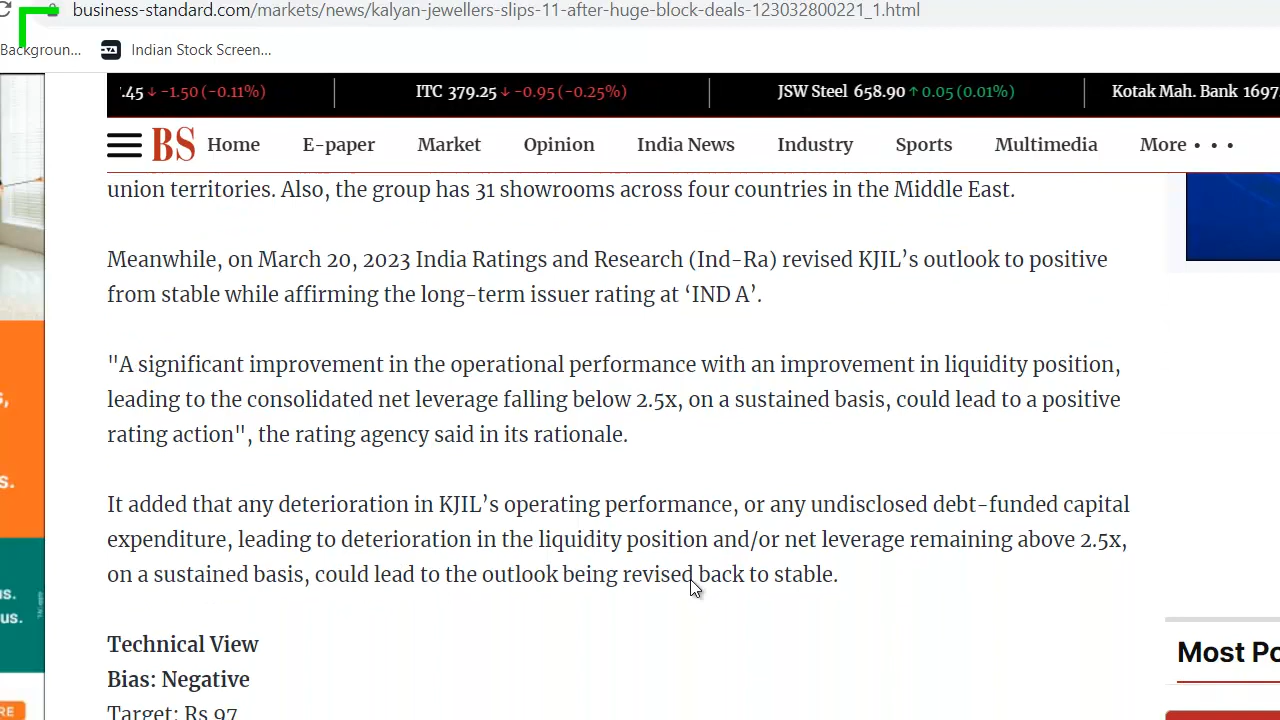 business-standard.com/markets/news/kalyan-jewellers-slips-11-after-huge-block-deals-123032800221_1.html
Backgroun... Indian Stock Screen...
.45 ↓ -1.50 (-0.11%) ITC 379.25 ↓ -0.95 (-0.25%) JSW Steel 658.90 ↑ 0.05 (0.01%) Kotak Mah. Bank 1697.
BS Home E-paper Market Opinion India News Industry Sports Multimedia More • • •
union territories. Also, the group has 31 showrooms across four countries in the Middle East.
Meanwhile, on March 20, 2023 India Ratings and Research (Ind-Ra) revised KJIL’s outlook to positive
from stable while affirming the long-term issuer rating at ‘IND A’.
"A significant improvement in the operational performance with an improvement in liquidity position,
leading to the consolidated net leverage falling below 2.5x, on a sustained basis, could lead to a positive
rating action", the rating agency said in its rationale.
It added that any deterioration in KJIL’s operating performance, or any undisclosed debt-funded capital
expenditure, leading to deterioration in the liquidity position and/or net leverage remaining above 2.5x,
on a sustained basis, could lead to the outlook being revised back to stable.
Technical View
Bias: Negative
Target: Rs 97
Most Po
s,
s.
us.
us.
RE